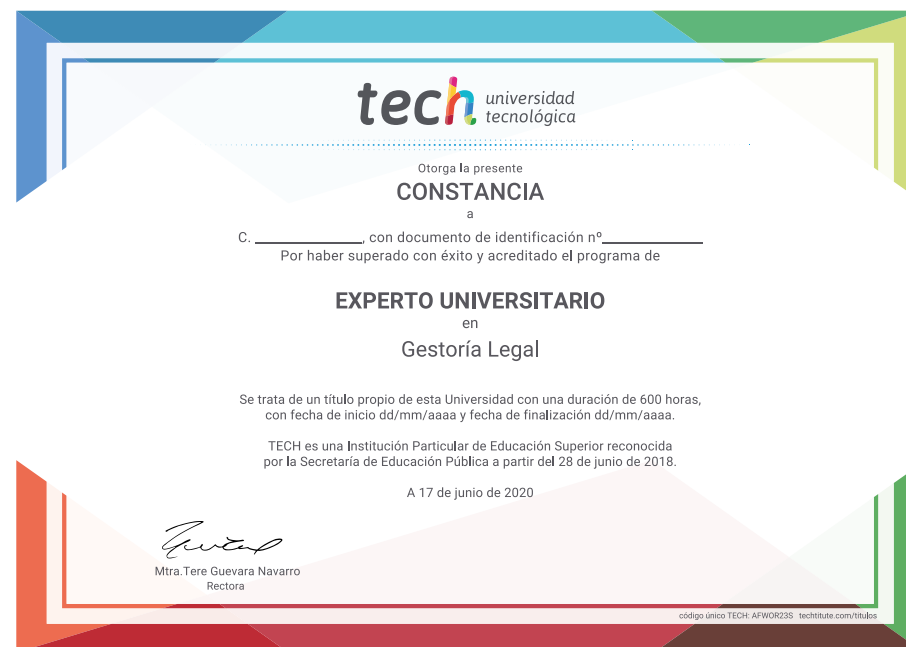 tech universidad
tecnológica
Otorga la presente
CONSTANCIA
a
C. ______________, con documento de identificación nº_____________
Por haber superado con éxito y acreditado el programa de
EXPERTO UNIVERSITARIO
en
Gestoría Legal
Se trata de un título propio de esta Universidad con una duración de 600 horas,
con fecha de inicio dd/mm/aaaa y fecha de finalización dd/mm/aaaa.
TECH es una Institución Particular de Educación Superior reconocida
por la Secretaría de Educación Pública a partir del 28 de junio de 2018.
A 17 de junio de 2020
Mtra.Tere Guevara Navarro
Rectora
código único TECH: AFWOR23S techtitute.com/titulos